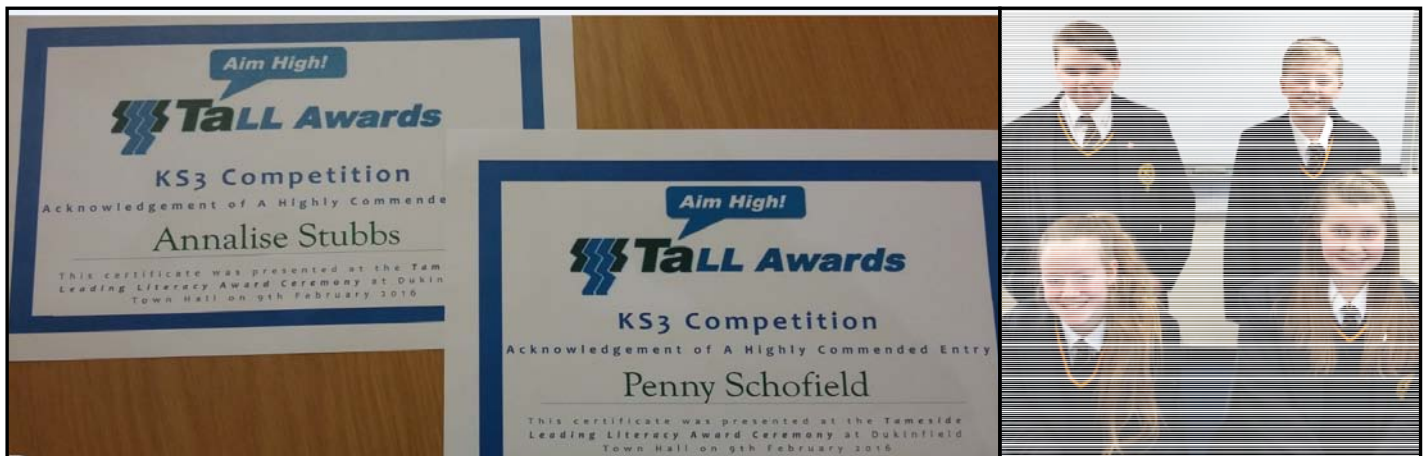 Aim High!
TaLL Awards
KS3 Competition
Acknowledgement of A Highly Commende
Annalise Stubbs
This certificate was presented at the Tam
Leading Literacy Award Ceremony at Dukin
Town Hall on 9th February 2016
Aim High!
TaLL Awards
KS3 Competition
Acknowledgement of A Highly Commended Entry
Penny Schofield
This certificate was presented at the Tameside
Leading Literacy Award Ceremony at Dukinfield
Town Hall on 9th February 2016